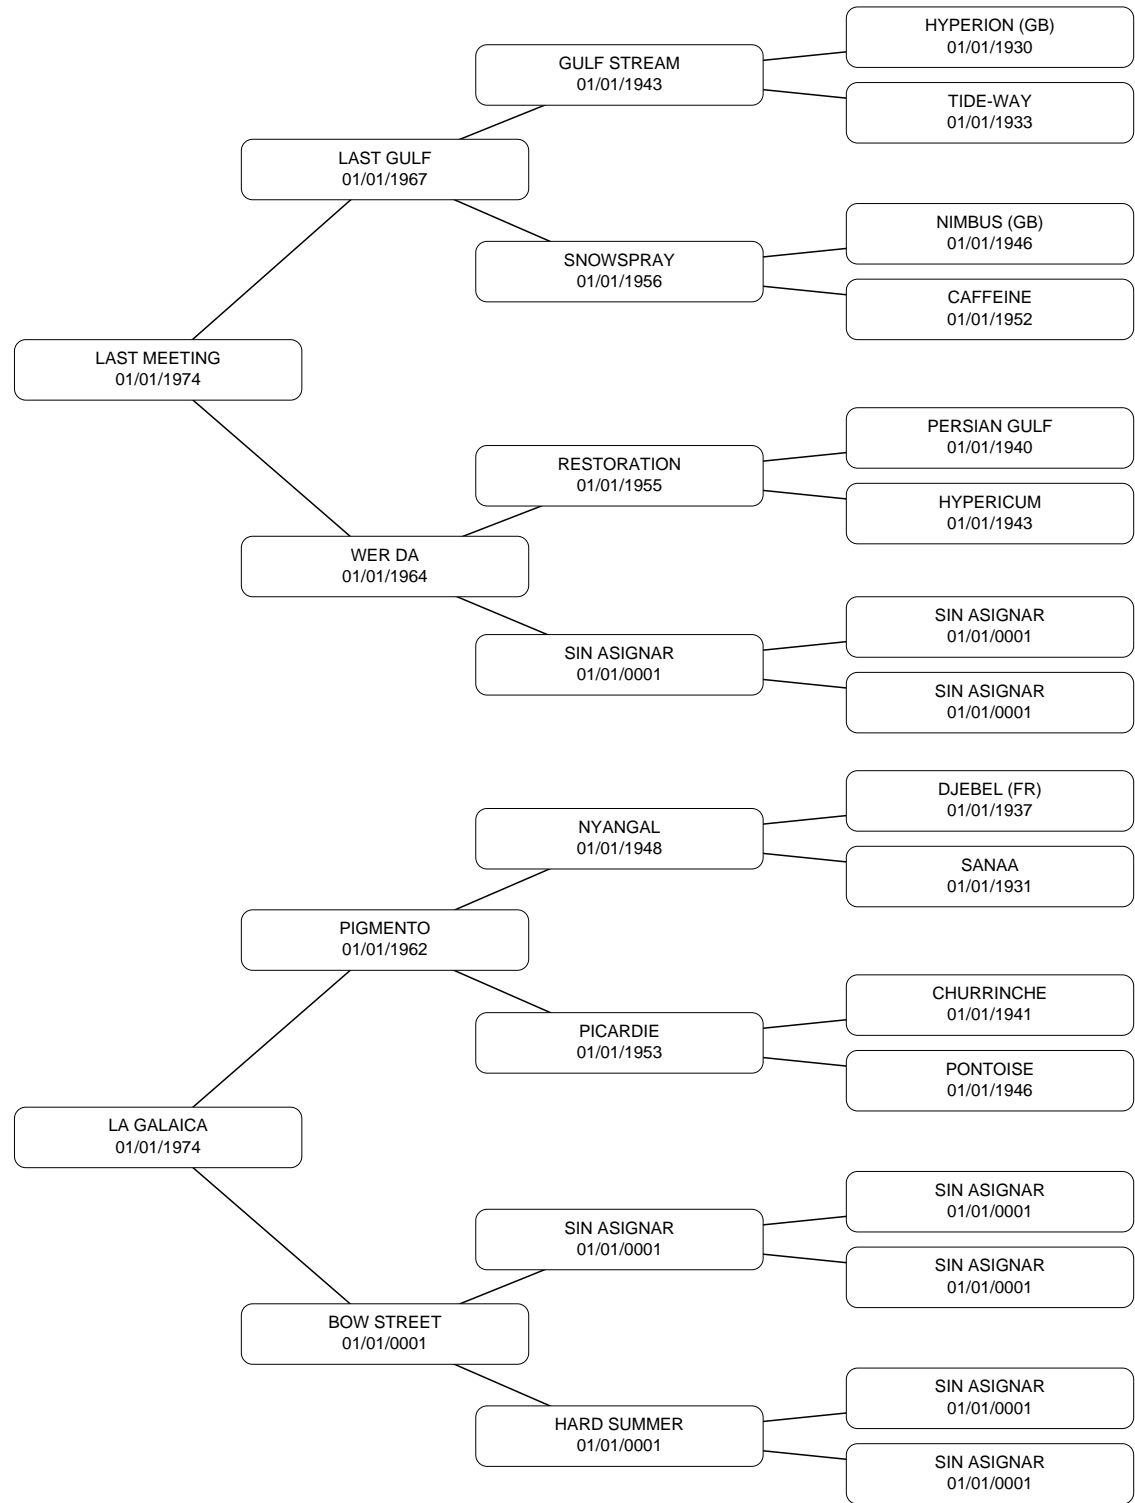 HYPERION (GB)
01/01/1930
GULF STREAM
01/01/1943
TIDE-WAY
01/01/1933
LAST GULF
01/01/1967
NIMBUS (GB)
01/01/1946
SNOWSPRAY
01/01/1956
CAFFEINE
01/01/1952
LAST MEETING
01/01/1974
PERSIAN GULF
01/01/1940
RESTORATION
01/01/1955
HYPERICUM
01/01/1943
WER DA
01/01/1964
SIN ASIGNAR
01/01/0001
SIN ASIGNAR
01/01/0001
SIN ASIGNAR
01/01/0001
DJEBEL (FR)
01/01/1937
NYANGAL
01/01/1948
SANAA
01/01/1931
PIGMENTO
01/01/1962
CHURRINCHE
01/01/1941
PICARDIE
01/01/1953
PONTOISE
01/01/1946
LA GALAICA
01/01/1974
SIN ASIGNAR
01/01/0001
SIN ASIGNAR
01/01/0001
SIN ASIGNAR
01/01/0001
BOW STREET
01/01/0001
SIN ASIGNAR
01/01/0001
HARD SUMMER
01/01/0001
SIN ASIGNAR
01/01/0001